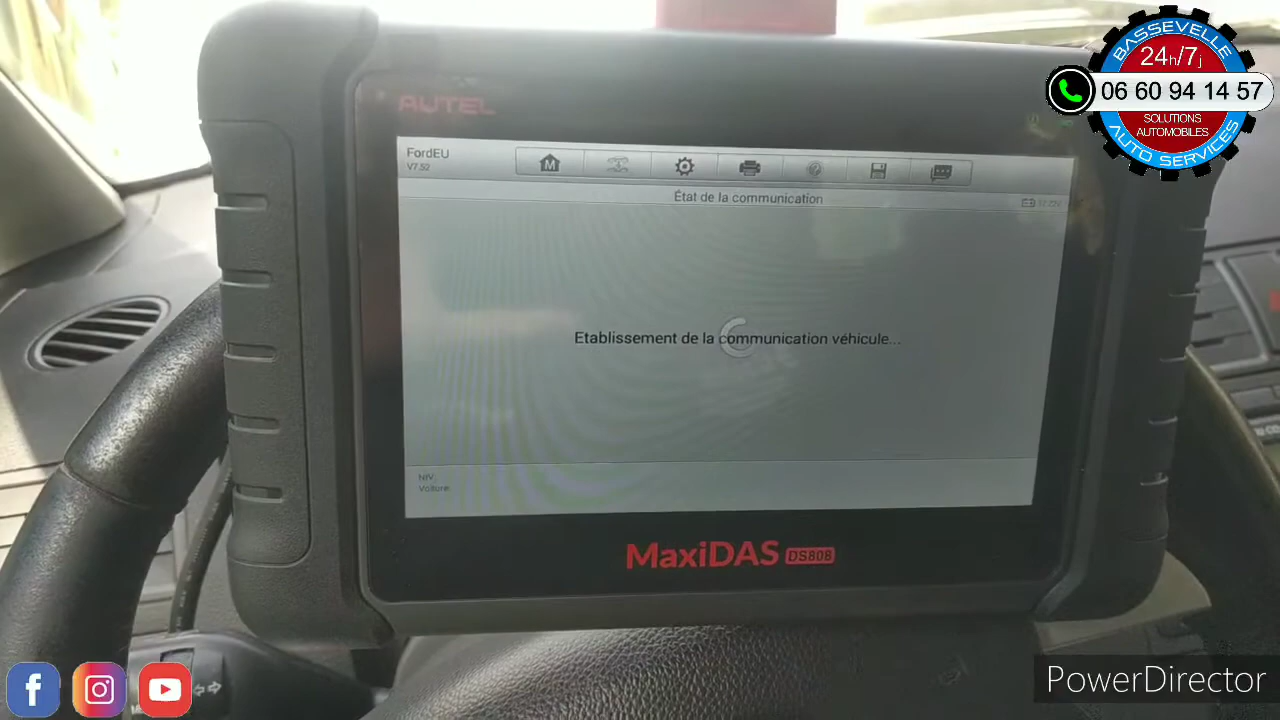 BASSEVELLE
24h/7j
06 60 94 14 57
SOLUTIONS
AUTOMOBILES
AUTO SERVICES
AUTEL
FordEU
V7.52
M
État de la communication
Etablissement de la communication véhicule...
NIV:
Voiture:
MaxiDAS DS808
PowerDirector